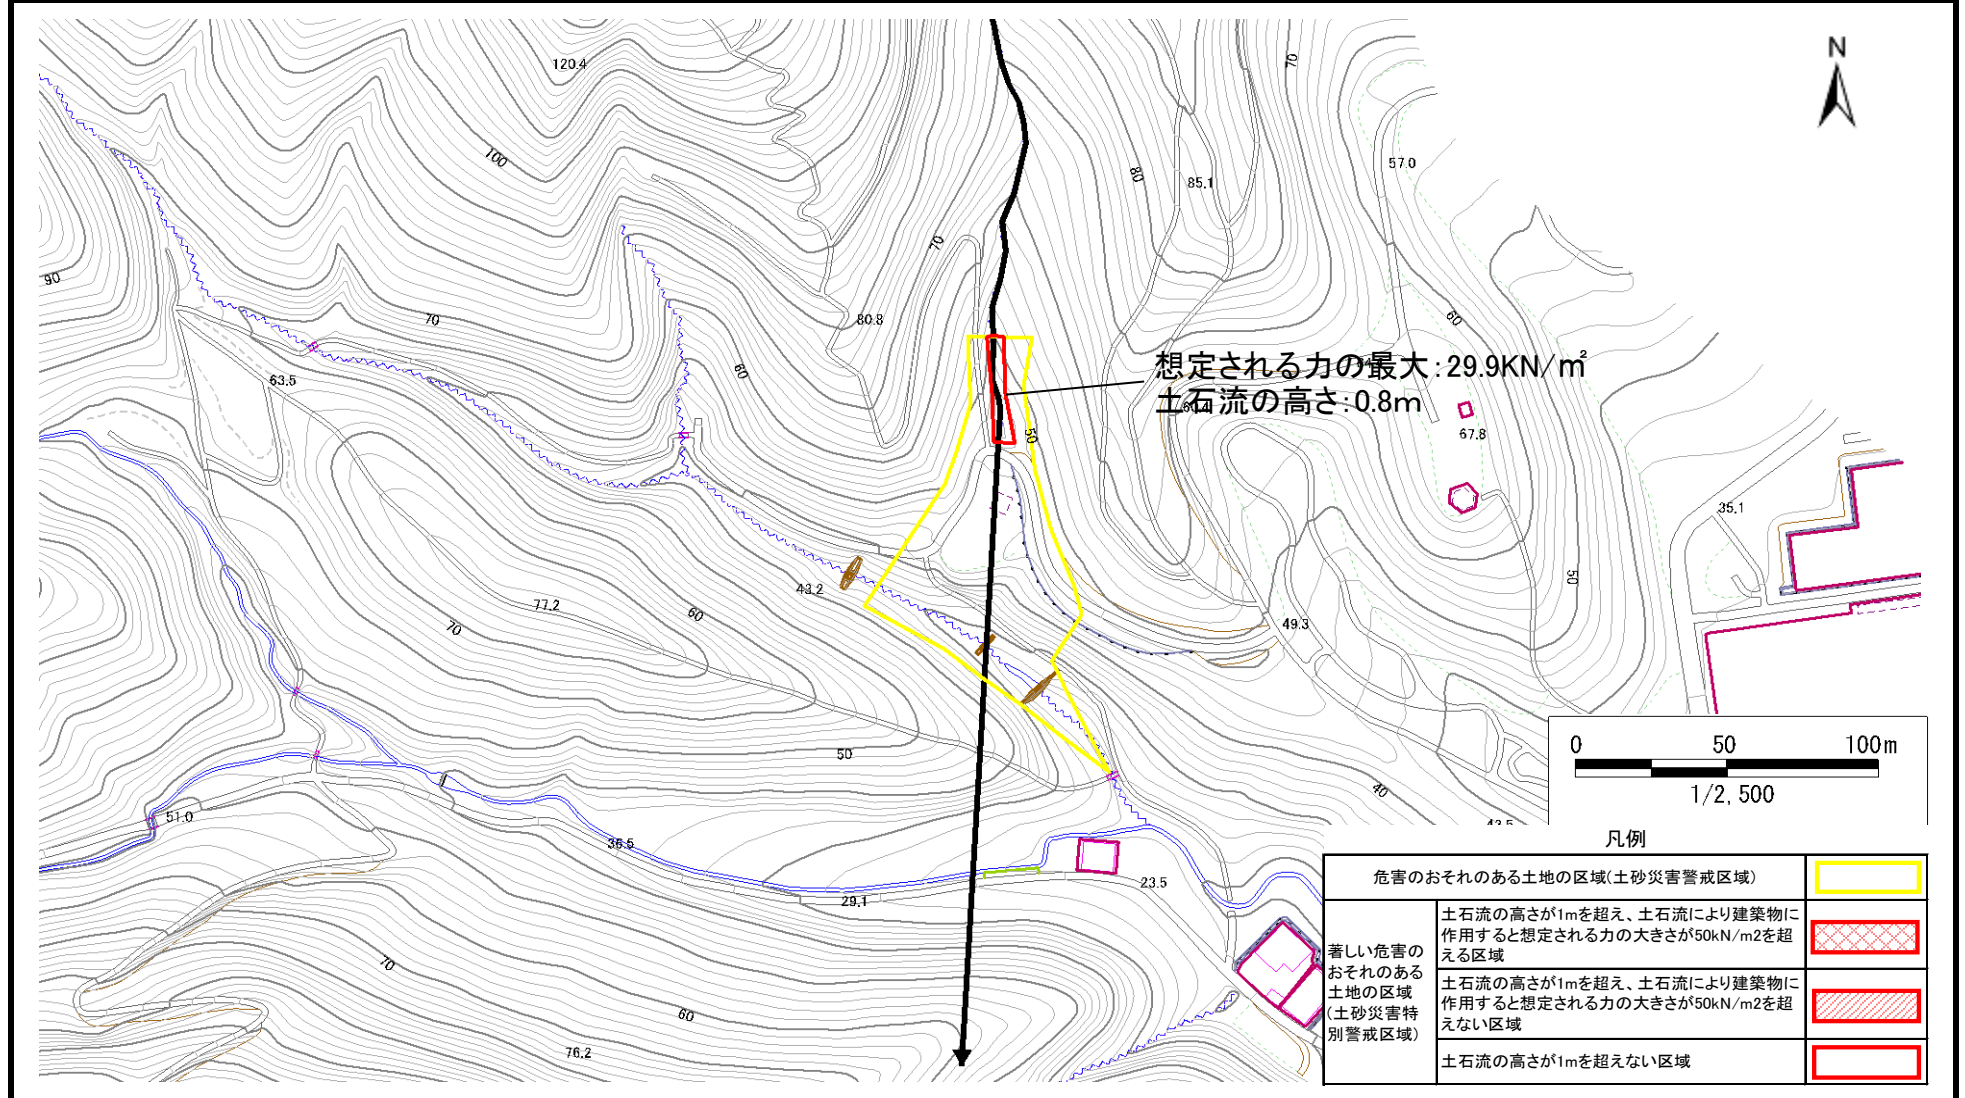 N
120.4
70
100
57.0
80
85.1
70
90
60
70
80.8
60
想定される力の最大:29.9KN/㎡
63.5
土石流の高さ:0.8m
50
67.8
35.1
50
43.2
77.2
60
70
49.3
0 50 100m
50
1/2,500
40
51.0
43.5
36.5
凡例
23.5
29.1
危害のおそれのある土地の区域(土砂災害警戒区域)
著しい危害の
おそれのある
土地の区域
(土砂災害特
別警戒区域)
土石流の高さが1mを超え、土石流により建築物に
作用すると想定される力の大きさが50kN/m2を超
える区域
土石流の高さが1mを超え、土石流により建築物に
作用すると想定される力の大きさが50kN/m2を超
えない区域
土石流の高さが1mを超えない区域
70
60
76.2